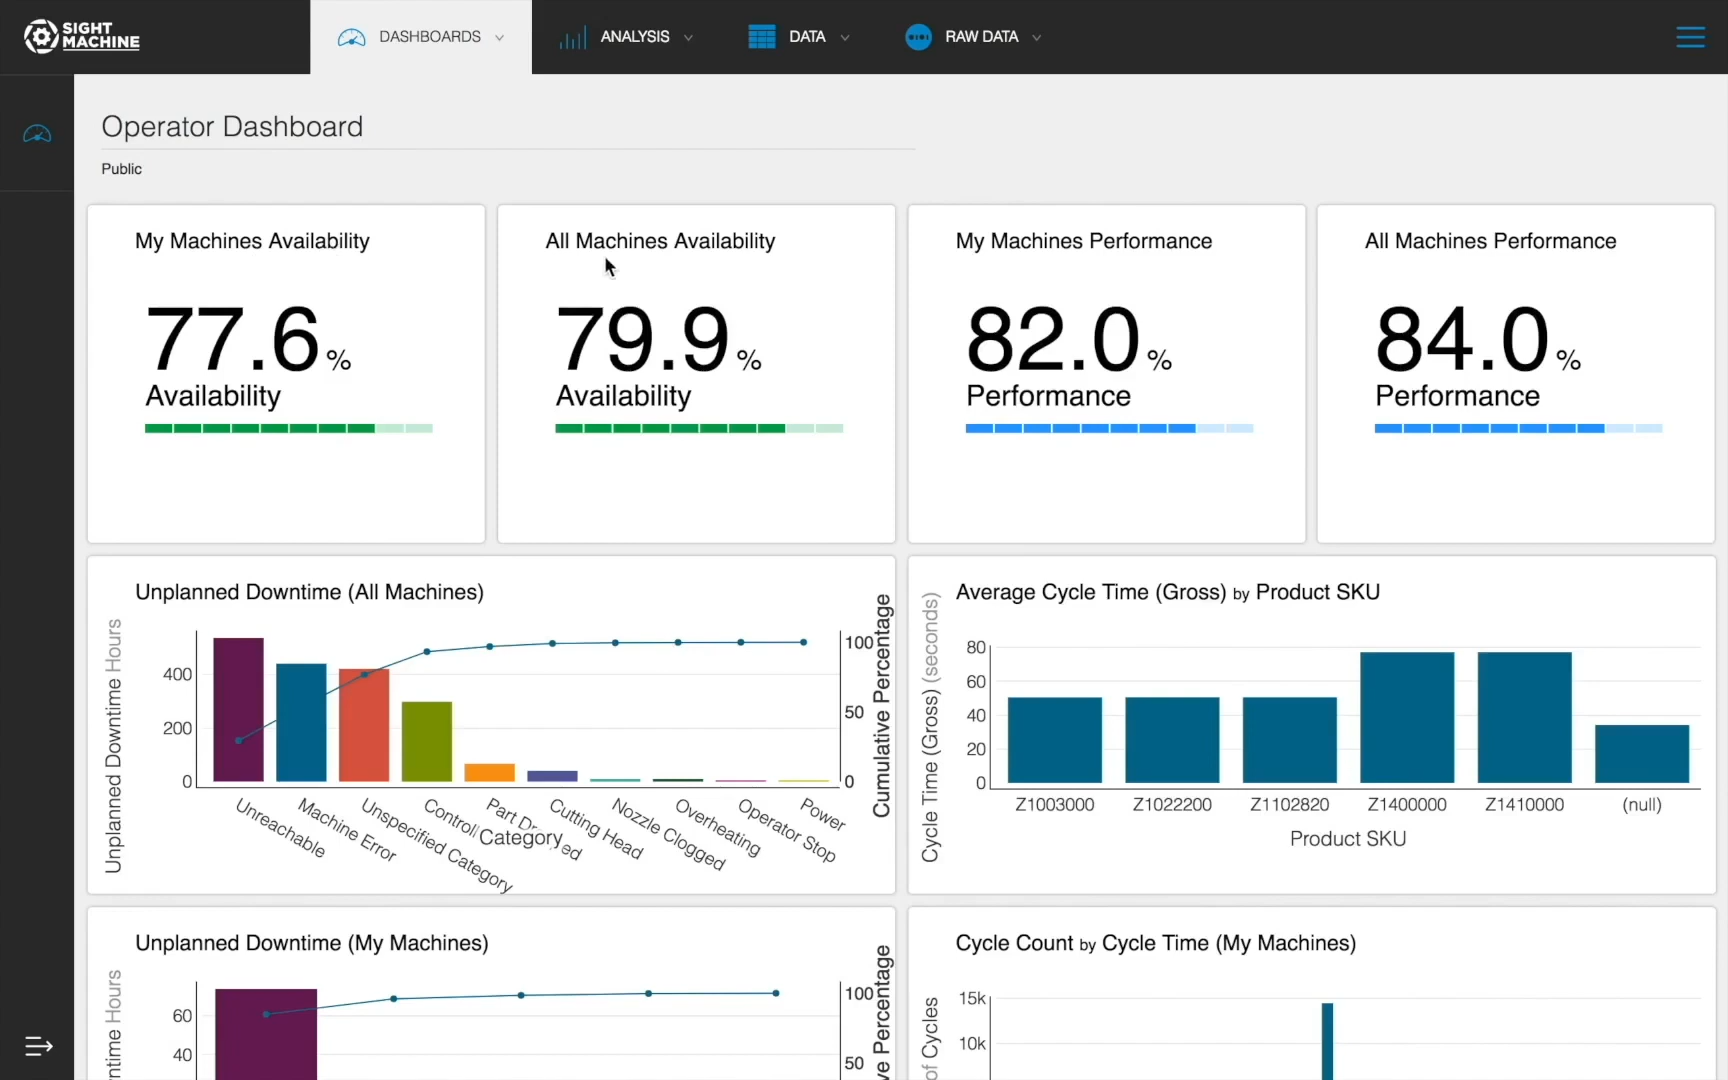 SIGHT
MACHINE
DASHBOARDS
ANALYSIS
DATA
RAW DATA
Operator Dashboard
Public
My Machines Availability
77.6 %
Availability
All Machines Availability
79.9 %
Availability
My Machines Performance
82.0 %
Performance
All Machines Performance
84.0 %
Performance
Unplanned Downtime (All Machines)
Unplanned Downtime Hours
400
200
0
100
50
0
Cumulative Percentage
Unreachable
Machine Error
Unspecified Category
Cutting Head
Nozzle Clogged
Overheating
Operator Stop
Power
Category
Average Cycle Time (Gross) by Product SKU
Cycle Time (Gross) (seconds)
80
60
40
20
0
Z1003000
Z1022200
Z1102820
Z1400000
Z1410000
(null)
Product SKU
Unplanned Downtime (My Machines)
ntime Hours
60
40
100
50
ve Percentage
Cycle Count by Cycle Time (My Machines)
of Cycles
15k
10k